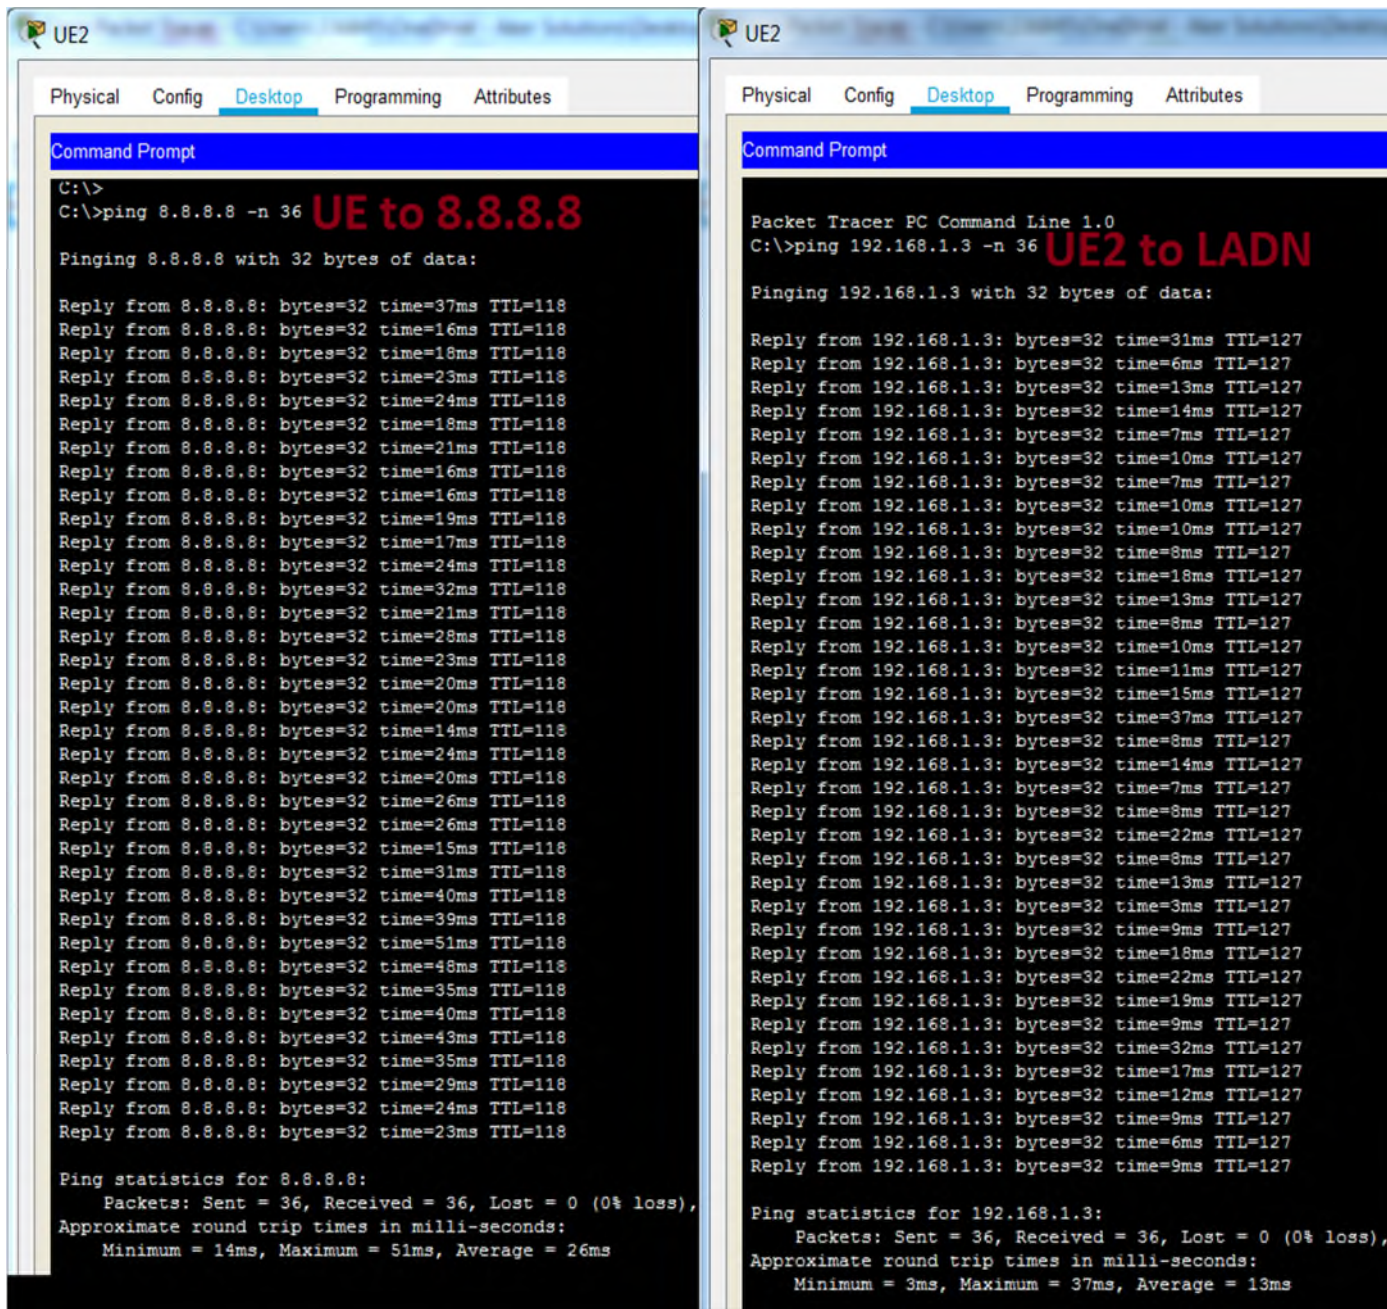 UE2
Physical Config Desktop Programming Attributes
Command Prompt
C:\>
C:\>ping 8.8.8.8 -n 36 UE to 8.8.8.8
Pinging 8.8.8.8 with 32 bytes of data:
Reply from 8.8.8.8: bytes=32 time=37ms TTL=118
Reply from 8.8.8.8: bytes=32 time=16ms TTL=118
Reply from 8.8.8.8: bytes=32 time=18ms TTL=118
Reply from 8.8.8.8: bytes=32 time=23ms TTL=118
Reply from 8.8.8.8: bytes=32 time=24ms TTL=118
Reply from 8.8.8.8: bytes=32 time=18ms TTL=118
Reply from 8.8.8.8: bytes=32 time=21ms TTL=118
Reply from 8.8.8.8: bytes=32 time=16ms TTL=118
Reply from 8.8.8.8: bytes=32 time=16ms TTL=118
Reply from 8.8.8.8: bytes=32 time=19ms TTL=118
Reply from 8.8.8.8: bytes=32 time=17ms TTL=118
Reply from 8.8.8.8: bytes=32 time=24ms TTL=118
Reply from 8.8.8.8: bytes=32 time=32ms TTL=118
Reply from 8.8.8.8: bytes=32 time=21ms TTL=118
Reply from 8.8.8.8: bytes=32 time=28ms TTL=118
Reply from 8.8.8.8: bytes=32 time=23ms TTL=118
Reply from 8.8.8.8: bytes=32 time=20ms TTL=118
Reply from 8.8.8.8: bytes=32 time=20ms TTL=118
Reply from 8.8.8.8: bytes=32 time=14ms TTL=118
Reply from 8.8.8.8: bytes=32 time=24ms TTL=118
Reply from 8.8.8.8: bytes=32 time=20ms TTL=118
Reply from 8.8.8.8: bytes=32 time=26ms TTL=118
Reply from 8.8.8.8: bytes=32 time=26ms TTL=118
Reply from 8.8.8.8: bytes=32 time=15ms TTL=118
Reply from 8.8.8.8: bytes=32 time=31ms TTL=118
Reply from 8.8.8.8: bytes=32 time=40ms TTL=118
Reply from 8.8.8.8: bytes=32 time=39ms TTL=118
Reply from 8.8.8.8: bytes=32 time=51ms TTL=118
Reply from 8.8.8.8: bytes=32 time=48ms TTL=118
Reply from 8.8.8.8: bytes=32 time=35ms TTL=118
Reply from 8.8.8.8: bytes=32 time=40ms TTL=118
Reply from 8.8.8.8: bytes=32 time=43ms TTL=118
Reply from 8.8.8.8: bytes=32 time=35ms TTL=118
Reply from 8.8.8.8: bytes=32 time=29ms TTL=118
Reply from 8.8.8.8: bytes=32 time=24ms TTL=118
Reply from 8.8.8.8: bytes=32 time=23ms TTL=118
Ping statistics for 8.8.8.8:
Packets: Sent = 36, Received = 36, Lost = 0 (0% loss),
Approximate round trip times in milli-seconds:
Minimum = 14ms, Maximum = 51ms, Average = 26ms
UE2
Physical Config Desktop Programming Attributes
Command Prompt
Packet Tracer PC Command Line 1.0
C:\>ping 192.168.1.3 -n 36 UE2 to LADN
Pinging 192.168.1.3 with 32 bytes of data:
Reply from 192.168.1.3: bytes=32 time=31ms TTL=127
Reply from 192.168.1.3: bytes=32 time=6ms TTL=127
Reply from 192.168.1.3: bytes=32 time=13ms TTL=127
Reply from 192.168.1.3: bytes=32 time=14ms TTL=127
Reply from 192.168.1.3: bytes=32 time=7ms TTL=127
Reply from 192.168.1.3: bytes=32 time=10ms TTL=127
Reply from 192.168.1.3: bytes=32 time=7ms TTL=127
Reply from 192.168.1.3: bytes=32 time=10ms TTL=127
Reply from 192.168.1.3: bytes=32 time=10ms TTL=127
Reply from 192.168.1.3: bytes=32 time=8ms TTL=127
Reply from 192.168.1.3: bytes=32 time=18ms TTL=127
Reply from 192.168.1.3: bytes=32 time=13ms TTL=127
Reply from 192.168.1.3: bytes=32 time=8ms TTL=127
Reply from 192.168.1.3: bytes=32 time=10ms TTL=127
Reply from 192.168.1.3: bytes=32 time=11ms TTL=127
Reply from 192.168.1.3: bytes=32 time=15ms TTL=127
Reply from 192.168.1.3: bytes=32 time=37ms TTL=127
Reply from 192.168.1.3: bytes=32 time=8ms TTL=127
Reply from 192.168.1.3: bytes=32 time=14ms TTL=127
Reply from 192.168.1.3: bytes=32 time=7ms TTL=127
Reply from 192.168.1.3: bytes=32 time=8ms TTL=127
Reply from 192.168.1.3: bytes=32 time=22ms TTL=127
Reply from 192.168.1.3: bytes=32 time=8ms TTL=127
Reply from 192.168.1.3: bytes=32 time=13ms TTL=127
Reply from 192.168.1.3: bytes=32 time=3ms TTL=127
Reply from 192.168.1.3: bytes=32 time=9ms TTL=127
Reply from 192.168.1.3: bytes=32 time=18ms TTL=127
Reply from 192.168.1.3: bytes=32 time=22ms TTL=127
Reply from 192.168.1.3: bytes=32 time=19ms TTL=127
Reply from 192.168.1.3: bytes=32 time=9ms TTL=127
Reply from 192.168.1.3: bytes=32 time=32ms TTL=127
Reply from 192.168.1.3: bytes=32 time=17ms TTL=127
Reply from 192.168.1.3: bytes=32 time=12ms TTL=127
Reply from 192.168.1.3: bytes=32 time=9ms TTL=127
Reply from 192.168.1.3: bytes=32 time=6ms TTL=127
Reply from 192.168.1.3: bytes=32 time=9ms TTL=127
Ping statistics for 192.168.1.3:
Packets: Sent = 36, Received = 36, Lost = 0 (0% loss),
Approximate round trip times in milli-seconds:
Minimum = 3ms, Maximum = 37ms, Average = 13ms